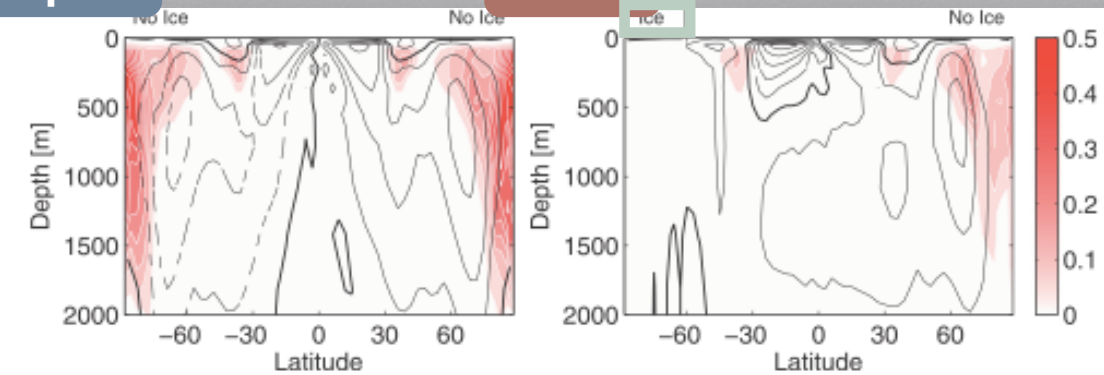 No Ice No Ice Ice No Ice
0 0 0.5
500 500 0.4
Depth [m] 1000 Depth [m] 1000 0.3
0.2
1500 1500 0.1
2000 2000 0
−60 −30 0 30 60 −60 −30 0 30 60
Latitude Latitude